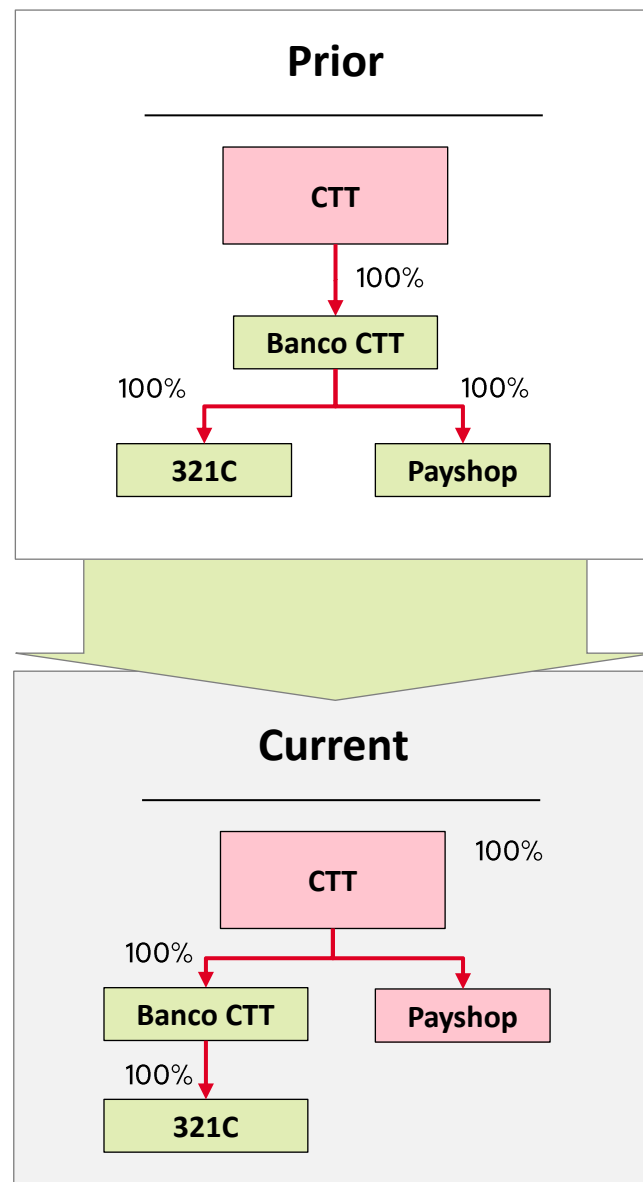 Prior
CTT
100%
Banco CTT
100% 100%
321C Payshop
Current
100%
CTT
100%
Banco CTT Payshop
100%
321C